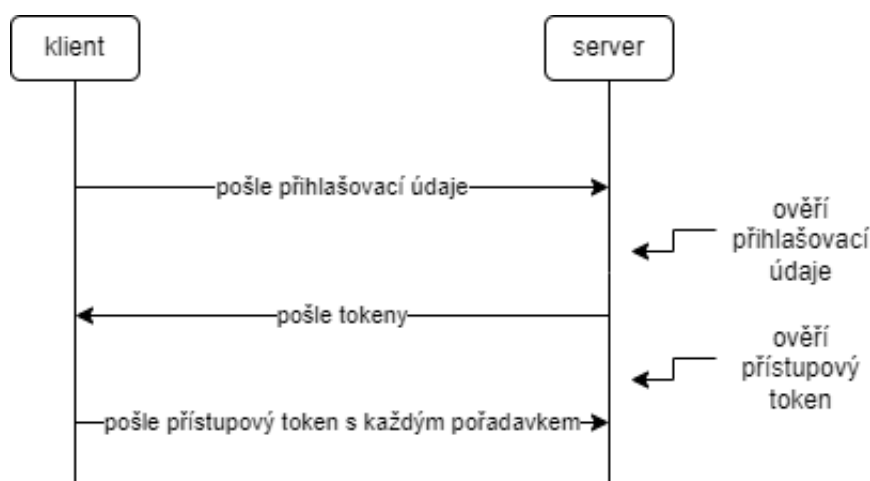 klient
server
pošle přihlašovací údaje
ověří
přihlašovací
údaje
pošle tokeny
ověří
přístupový
token
pošle přístupový token s každým pořadavkem